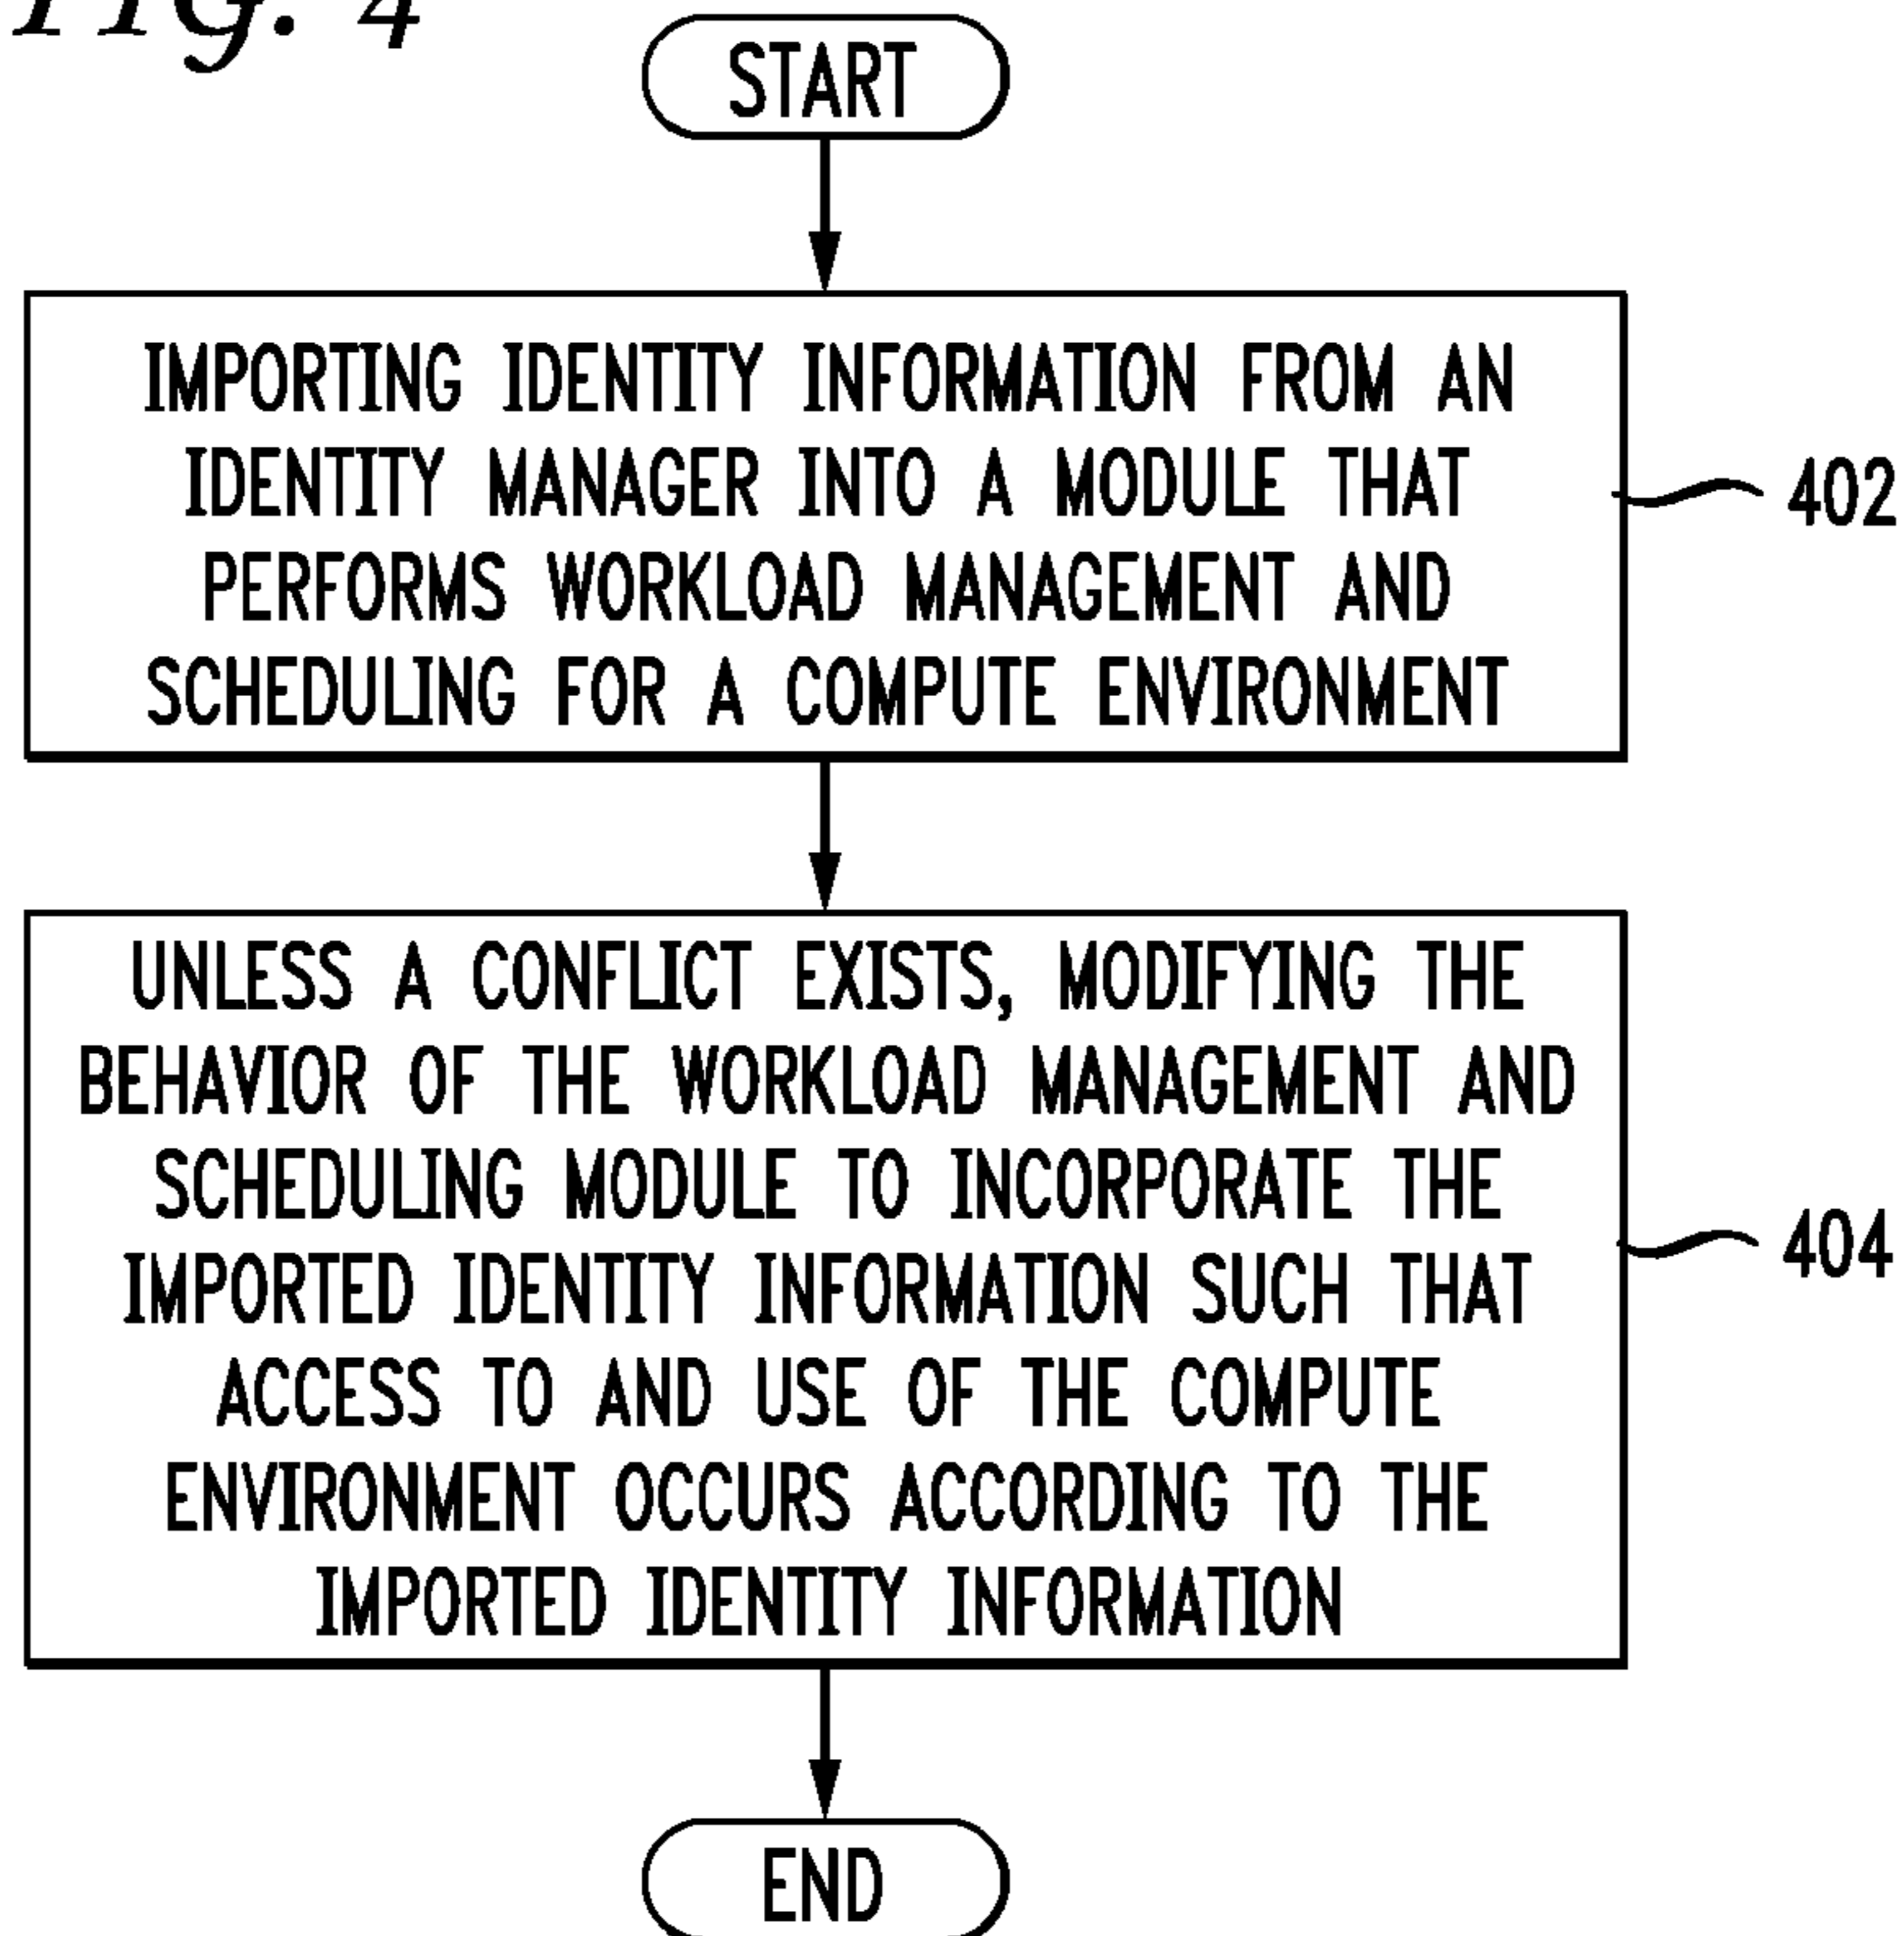 FIG. 4
START
IMPORTING IDENTITY INFORMATION FROM AN
IDENTITY MANAGER INTO A MODULE THAT
PERFORMS WORKLOAD MANAGEMENT AND
SCHEDULING FOR A COMPUTE ENVIRONMENT
402
UNLESS A CONFLICT EXISTS, MODIFYING THE
BEHAVIOR OF THE WORKLOAD MANAGEMENT AND
SCHEDULING MODULE TO INCORPORATE THE
IMPORTED IDENTITY INFORMATION SUCH THAT
ACCESS TO AND USE OF THE COMPUTE
ENVIRONMENT OCCURS ACCORDING TO THE
IMPORTED IDENTITY INFORMATION
404
END